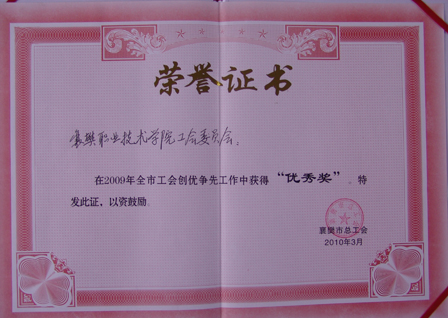 荣誉证书
襄樊职业技术学院工会委员会：
在2009年全市工会创优争先工作中获得“优秀奖”，特
发此证，以资鼓励。
襄樊市总工会
2010年3月